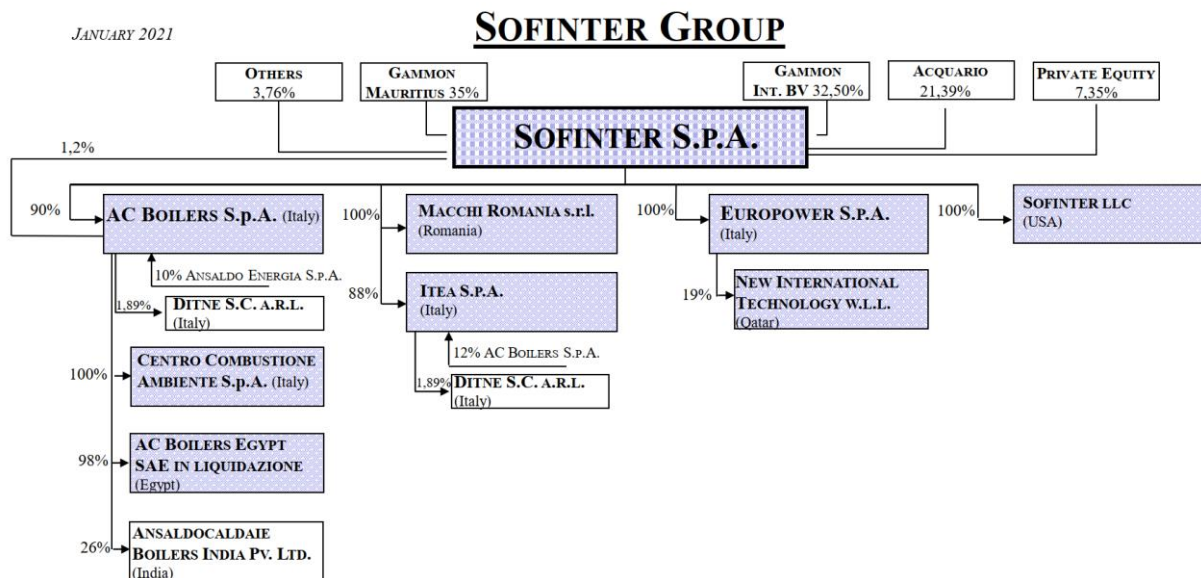 JANUARY 2021
SOFINTER GROUP
OTHERS
3,76%
GAMMON
MAURITIUS 35%
GAMMON
INT. BV 32,50%
ACQUARIO
21,39%
PRIVATE EQUITY
7,35%
SOFINTER S.P.A.
1,2%
90%
AC BOILERS S.p.A. (Italy)
10% ANSALDO ENERGIA S.P.A.
1,89%
DITNE S.C. A.R.L.
(Italy)
100%
CENTRO COMBUSTIONE
AMBIENTE S.p.A. (Italy)
98%
AC BOILERS EGYPT
SAE IN LIQUIDAZIONE
(Egypt)
26%
ANSALDOCALDAIE
BOILERS INDIA PV. LTD.
(India)
100%
MACCHI ROMANIA s.r.l.
(Romania)
88%
ITEA S.P.A.
(Italy)
12% AC BOILERS S.P.A.
1,89%
DITNE S.C. A.R.L.
(Italy)
100%
EUROPOWER S.P.A.
(Italy)
19%
NEW INTERNATIONAL
TECHNOLOGY W.L.L.
(Qatar)
100%
SOFINTER LLC
(USA)